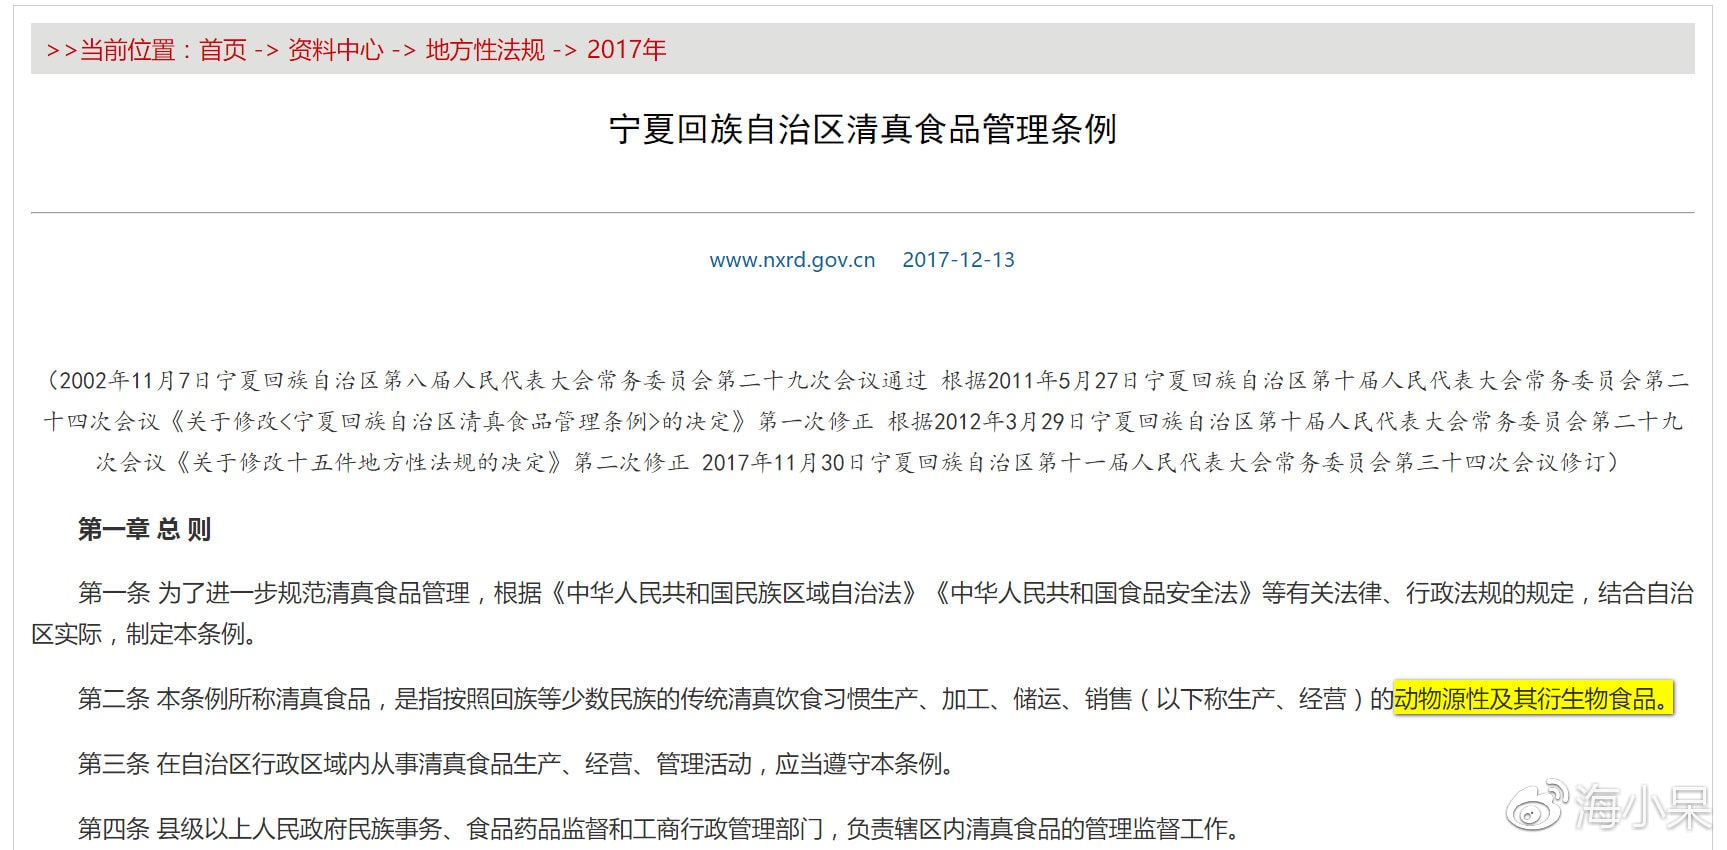 >>当前位置：首页 -> 资料中心 -> 地方性法规 -> 2017年
宁夏回族自治区清真食品管理条例
www.nxrd.gov.cn 2017-12-13
（2002年11月7日宁夏回族自治区第八届人民代表大会常务委员会第二十九次会议通过 根据2011年5月27日宁夏回族自治区第十届人民代表大会常务委员会第二
十四次会议《关于修改<宁夏回族自治区清真食品管理条例>的决定》第一次修正 根据2012年3月29日宁夏回族自治区第十届人民代表大会常务委员会第二十九
次会议《关于修改十五件地方性法规的决定》第二次修正 2017年11月30日宁夏回族自治区第十一届人民代表大会常务委员会第三十四次会议修订）
第一章 总 则
第一条 为了进一步规范清真食品管理，根据《中华人民共和国民族区域自治法》《中华人民共和国食品安全法》等有关法律、行政法规的规定，结合自治
区实际，制定本条例。
第二条 本条例所称清真食品，是指按照回族等少数民族的传统清真饮食习惯生产、加工、储运、销售（以下称生产、经营）的动物源性及其衍生物食品。
第三条 在自治区行政区域内从事清真食品生产、经营、管理活动，应当遵守本条例。
第四条 县级以上人民政府民族事务、食品药品监督和工商行政管理部门，负责辖区内清真食品的管理监督工作。
海小呆